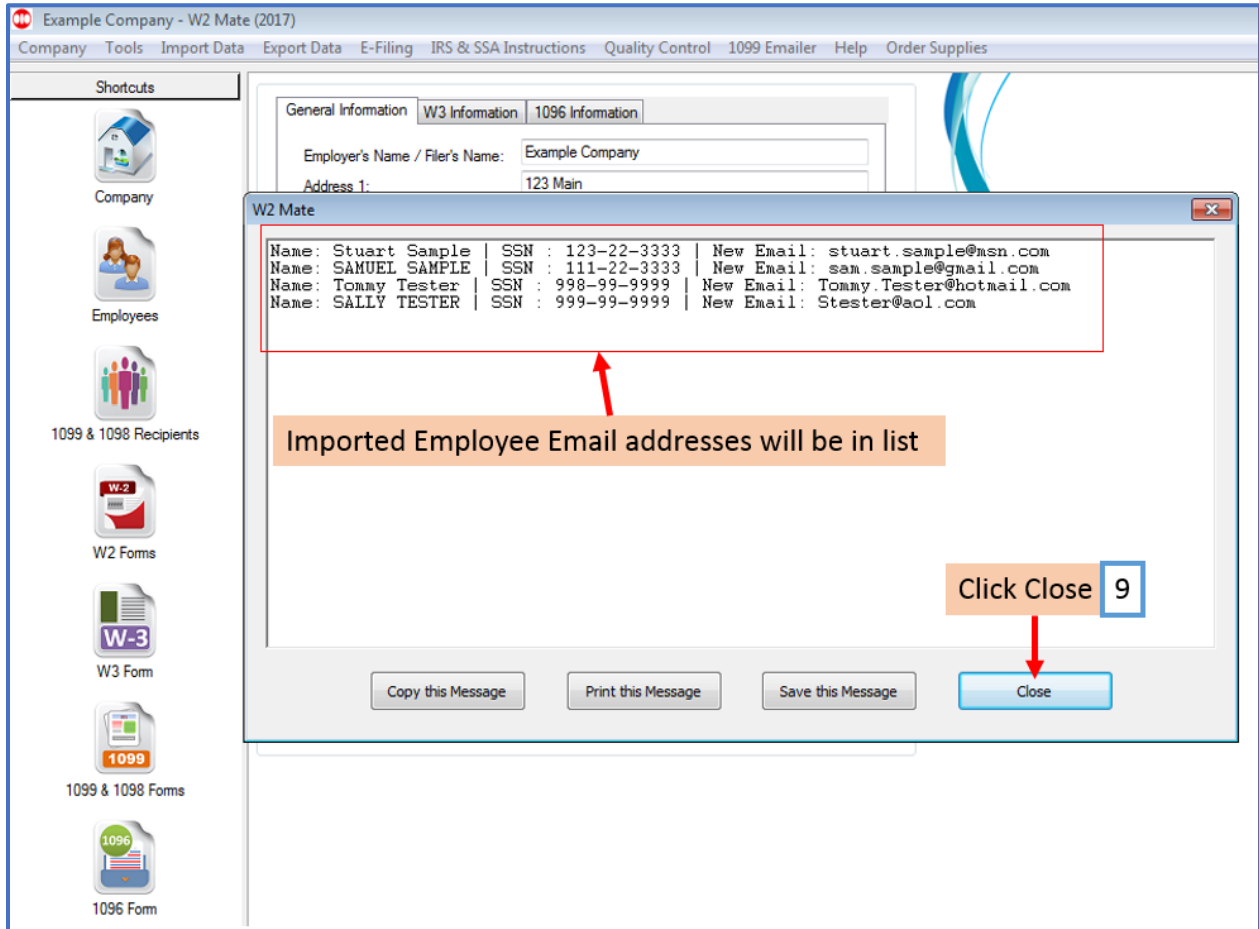 Example Company - W2 Mate (2017)
Company Tools Import Data Export Data E-Filing IRS & SSA Instructions Quality Control 1099 Emailer Help Order Supplies
Shortcuts
Company
Employees
1099 & 1098 Recipients
W-2
W2 Forms
W-3
W3 Form
1099
1099 & 1098 Forms
1096
1096 Form
General Information W3 Information 1096 Information
Employer's Name / Filer's Name: Example Company
Address 1: 123 Main
W2 Mate
Name: Stuart Sample | SSN : 123-22-3333 | New Email: stuart.sample@msn.com
Name: SAMUEL SAMPLE | SSN : 111-22-3333 | New Email: sam.sample@gmail.com
Name: Tommy Tester | SSN : 998-99-9999 | New Email: Tommy.Tester@hotmail.com
Name: SALLY TESTER | SSN : 999-99-9999 | New Email: Stester@aol.com
Imported Employee Email addresses will be in list
Click Close 9
Copy this Message Print this Message Save this Message Close